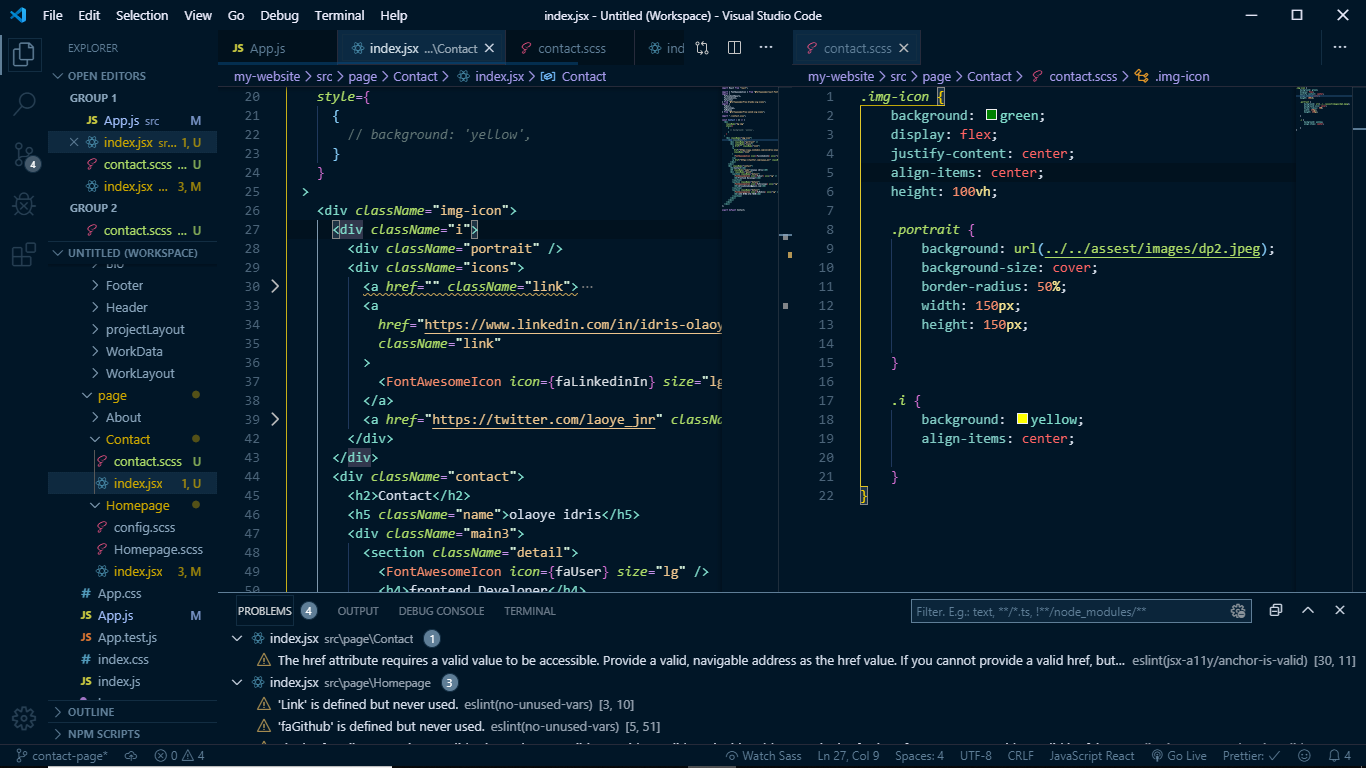 File Edit Selection View Go Debug Terminal Help
index.jsx - Untitled (Workspace) - Visual Studio Code
EXPLORER
OPEN EDITORS
GROUP 1
App.js src M
index.jsx sr... 1, U
contact.scss ... U
index.jsx ... 3, M
GROUP 2
contact.scss ... U
UNTITLED (WORKSPACE)
Bio
Footer
Header
projectLayout
WorkData
WorkLayout
page
About
Contact
contact.scss U
index.jsx 1, U
Homepage
config.scss
Homepage.scss
index.jsx 3, M
App.css
App.js M
App.test.js
index.css
index.js
OUTLINE
NPM SCRIPTS
4
App.js
index.jsx ...\Contact
contact.scss
ind
my-website > src > page > Contact > index.jsx > Contact
20 style={
21 {
22 // background: 'yellow',
23 }
24 }
25 >
26 <div className="img-icon">
27 <div className="i">
28 <div className="portrait" />
29 <div className="icons">
30 <a href="" className="link">...
33 <a
34 href="https://www.linkedin.com/in/idris-olaoy
35 className="link"
36 >
37 <FontAwesomeIcon icon={faLinkedinIn} size="lg
38 </a>
39 <a href="https://twitter.com/laoye_jnr" classNa
42 </div>
43 </div>
44 <div className="contact">
45 <h2>Contact</h2>
46 <h5 className="name">olaoye idris</h5>
47 <div className="main3">
48 <section className="detail">
49 <FontAwesomeIcon icon={faUser} size="lg" />
50 <h4>frontend Developer</h4>
contact.scss
my-website > src > page > Contact > contact.scss > .img-icon
1 .img-icon {
2 background: green;
3 display: flex;
4 justify-content: center;
5 align-items: center;
6 height: 100vh;
7
8 .portrait {
9 background: url(../../assest/images/dp2.jpeg);
10 background-size: cover;
11 border-radius: 50%;
12 width: 150px;
13 height: 150px;
14
15 }
16
17 .i {
18 background: yellow;
19 align-items: center;
20
21 }
22 }
PROBLEMS 4 OUTPUT DEBUG CONSOLE TERMINAL
Filter. E.g.: text, **/*.ts, !**/node_modules/**
index.jsx src\page\Contact 1
The href attribute requires a valid value to be accessible. Provide a valid, navigable address as the href value. If you cannot provide a valid href, but... eslint(jsx-a11y/anchor-is-valid) [30, 11]
index.jsx src\page\Homepage 3
'Link' is defined but never used. eslint(no-unused-vars) [3, 10]
'faGithub' is defined but never used. eslint(no-unused-vars) [5, 51]
contact-page* 0 4 Watch Sass Ln 27, Col 9 Spaces: 4 UTF-8 CRLF JavaScript React Go Live Prettier: ✓ 4